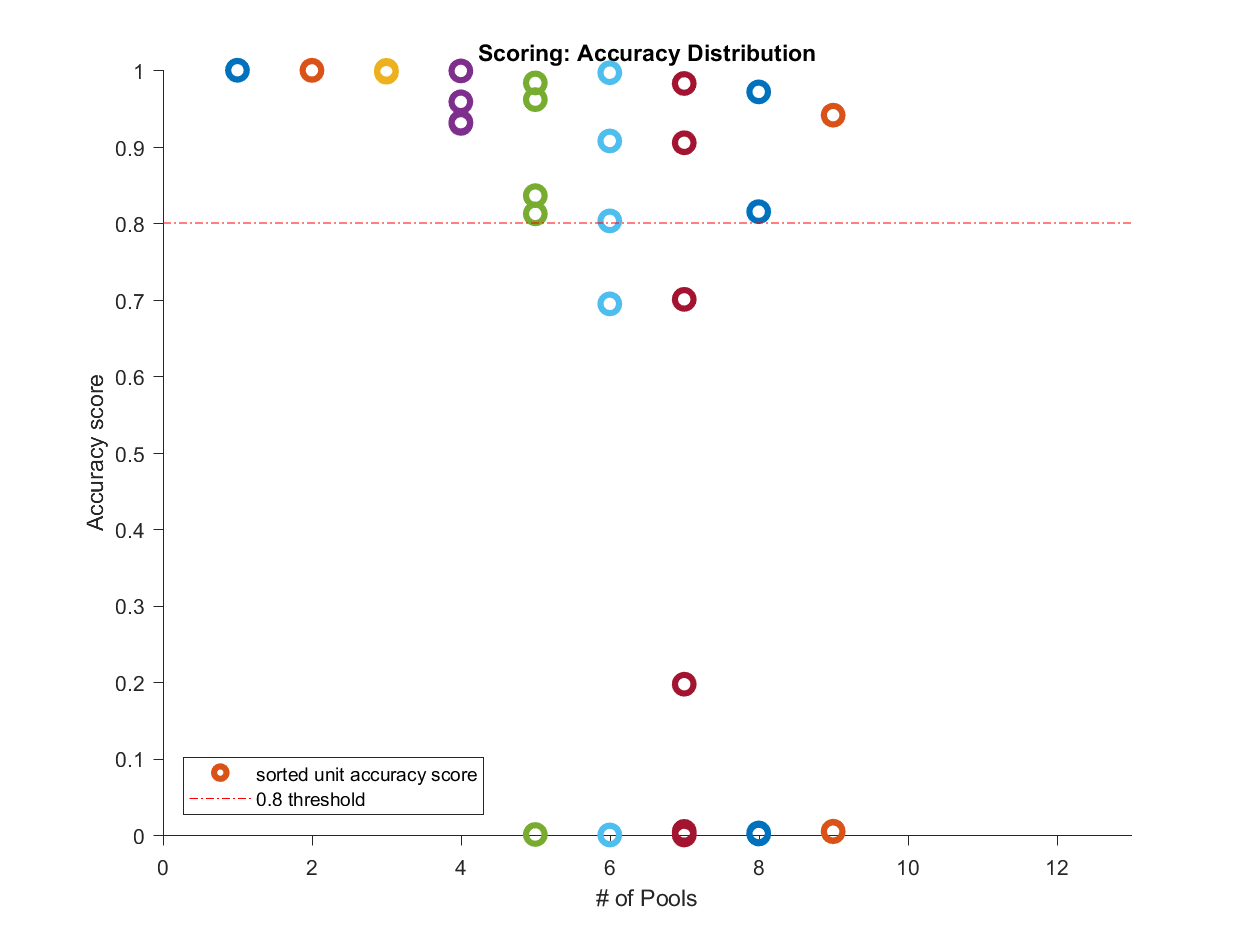 Scoring: Accuracy Distribution
1
0.9
0.8
0.7
0.6
0.5
0.4
0.3
0.2
0.1
0
Accuracy score
sorted unit accuracy score
0.8 threshold
0 2 4 6 8 10 12
# of Pools